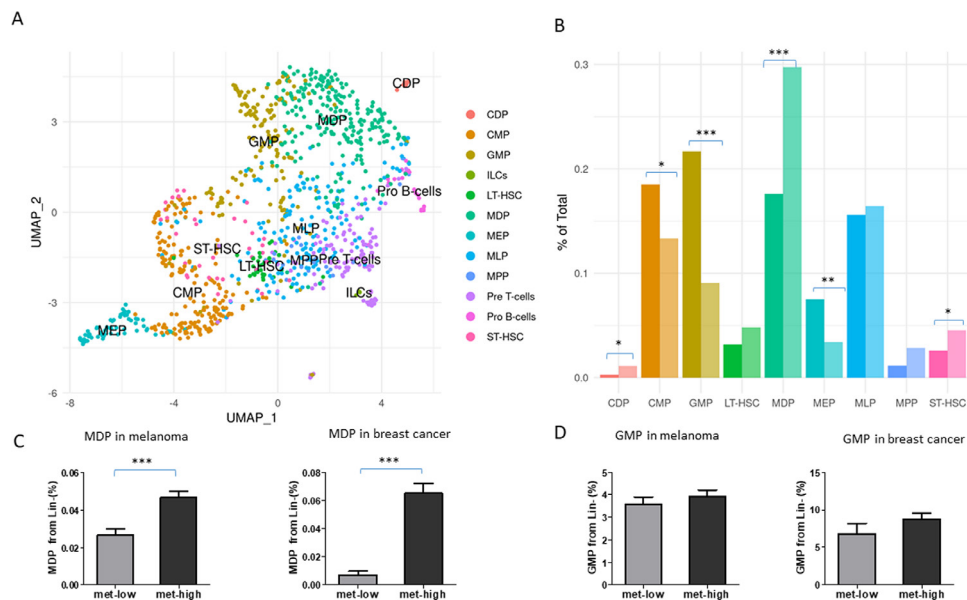 A
UMAP_2
3
0
-3
-6
-8
-4
0
4
UMAP_1
CDP
MDP
GMP
Pro B-cells
MLP
ST-HSC
LT-HSC
MPP
Pre T-cells
ILCs
CMP
MEP
CDP
CMP
GMP
ILCs
LT-HSC
MDP
MEP
MLP
MPP
Pre T-cells
Pro B-cells
ST-HSC
B
% of Total
0.3
0.2
0.1
0.0
*
*
***
***
**
*
CDP
CMP
GMP
LT-HSC
MDP
MEP
MLP
MPP
ST-HSC
C
MDP in melanoma
MDP from Lin-(%)
0.06
0.04
0.02
0.00
***
met-low
met-high
MDP in breast cancer
MDP from Lin-(%)
0.08
0.06
0.04
0.02
0.00
***
met-low
met-high
D
GMP in melanoma
GMP from Lin- (%)
5
4
3
2
1
0
met-low
met-high
GMP in breast cancer
GMP from Lin- (%)
15
10
5
0
met-low
met-high